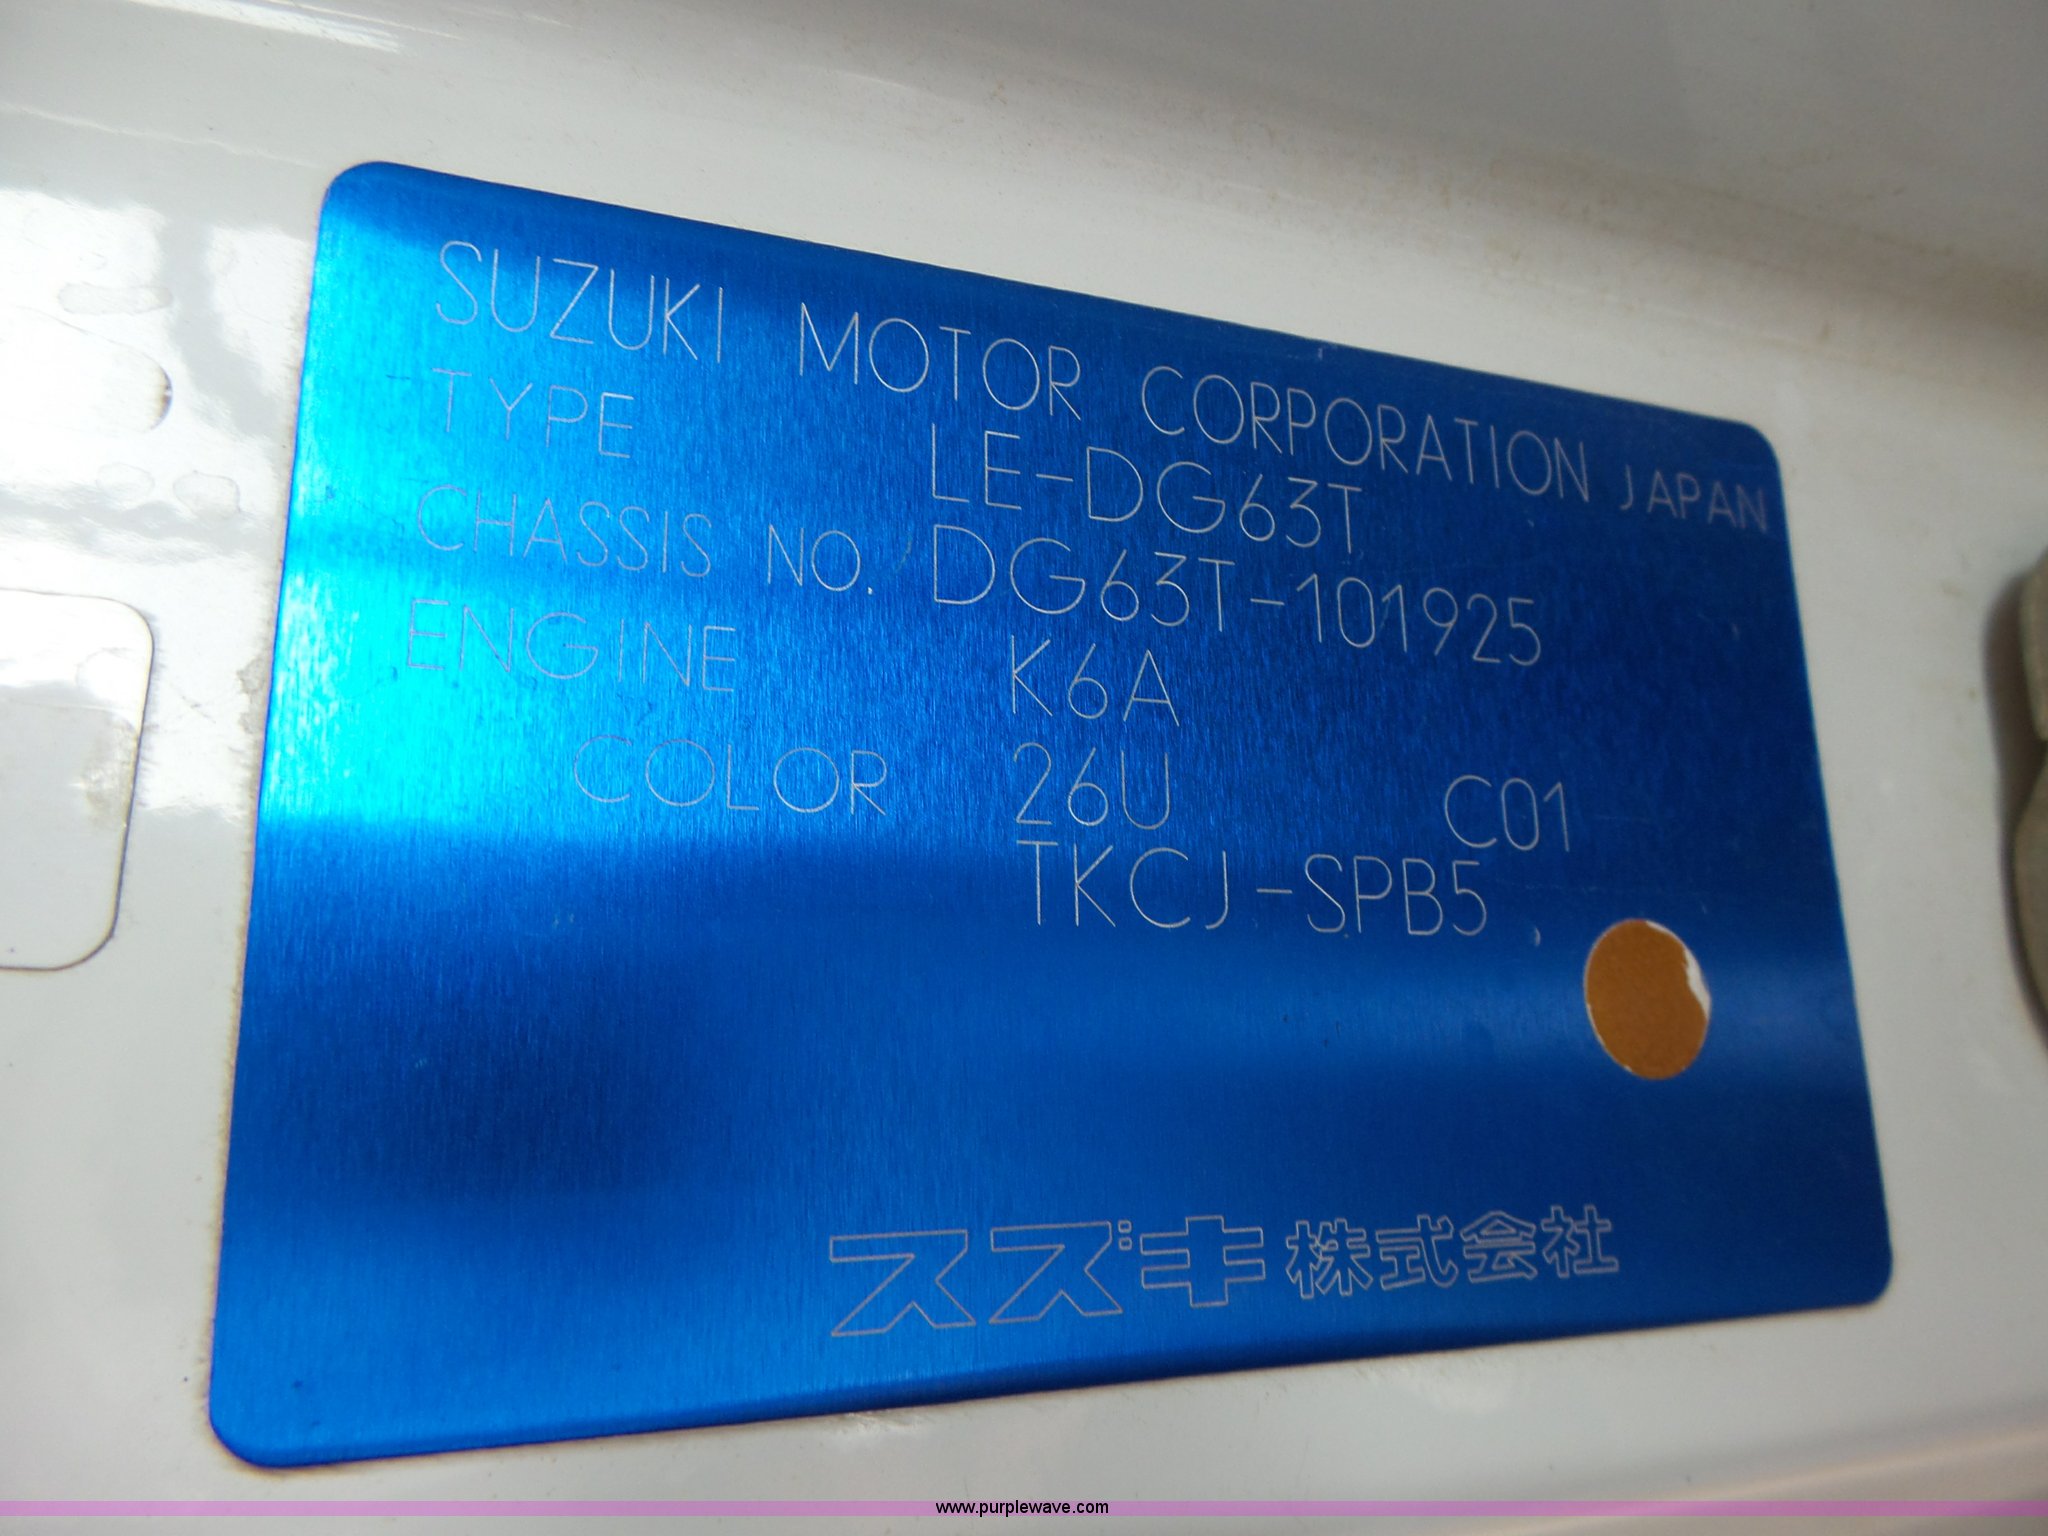 SUZUKI MOTOR CORPORATION JAPAN
TYPE LE-DG63T
CHASSIS NO. DG63T-101925
ENGINE K6A
COLOR 26U C01
TKCJ-SPB5
スズキ株式会社
www.purplewave.com